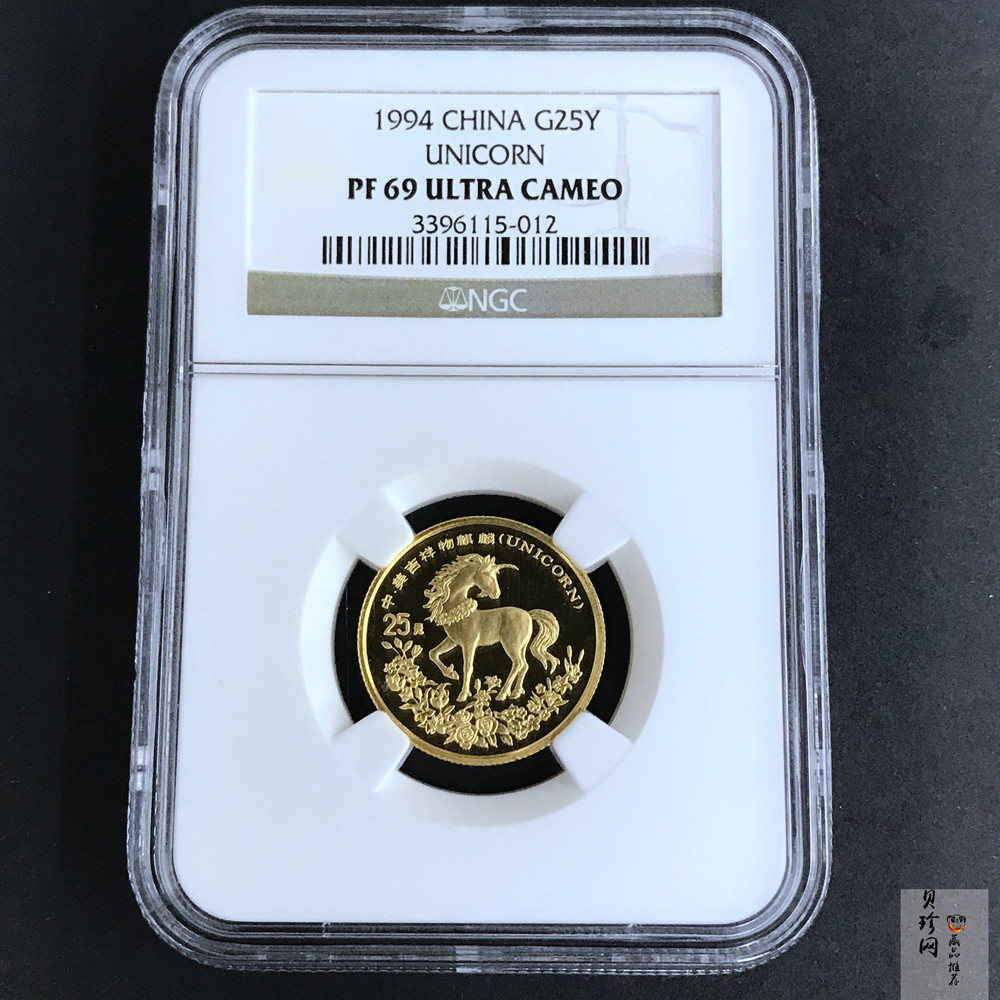 1994 CHINA G25Y
UNICORN
PF 69 ULTRA CAMEO
3396115-012
NGC
中·美吉祥物麒麟(UNICORN)
25元
贝珍网
藏品推荐